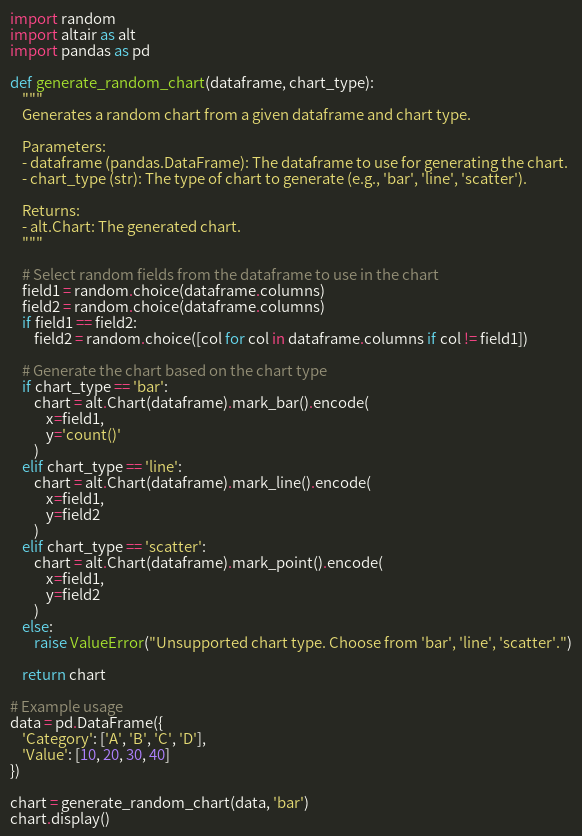 import random
import altair as alt
import pandas as pd

def generate_random_chart(dataframe, chart_type):
    """
    Generates a random chart from a given dataframe and chart type.

    Parameters:
    - dataframe (pandas.DataFrame): The dataframe to use for generating the chart.
    - chart_type (str): The type of chart to generate (e.g., 'bar', 'line', 'scatter').

    Returns:
    - alt.Chart: The generated chart.
    """

    # Select random fields from the dataframe to use in the chart
    field1 = random.choice(dataframe.columns)
    field2 = random.choice(dataframe.columns)
    if field1 == field2:
        field2 = random.choice([col for col in dataframe.columns if col != field1])

    # Generate the chart based on the chart type
    if chart_type == 'bar':
        chart = alt.Chart(dataframe).mark_bar().encode(
            x=field1,
            y='count()'
        )
    elif chart_type == 'line':
        chart = alt.Chart(dataframe).mark_line().encode(
            x=field1,
            y=field2
        )
    elif chart_type == 'scatter':
        chart = alt.Chart(dataframe).mark_point().encode(
            x=field1,
            y=field2
        )
    else:
        raise ValueError("Unsupported chart type. Choose from 'bar', 'line', 'scatter'.")

    return chart

# Example usage
data = pd.DataFrame({
    'Category': ['A', 'B', 'C', 'D'],
    'Value': [10, 20, 30, 40]
})

chart = generate_random_chart(data, 'bar')
chart.display()